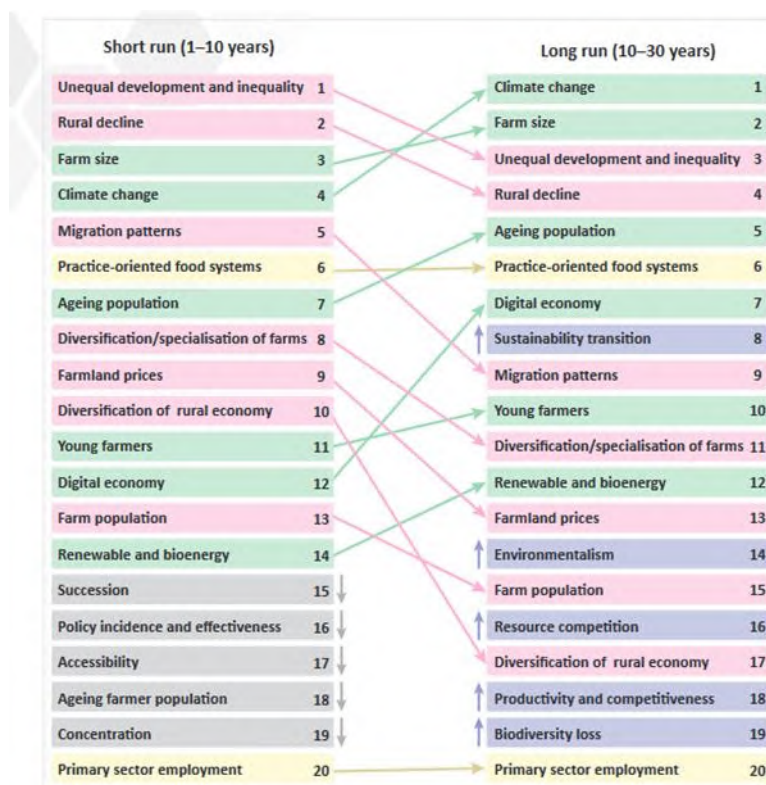 Short run (1–10 years)
Unequal development and inequality 1
Rural decline 2
Farm size 3
Climate change 4
Migration patterns 5
Practice-oriented food systems 6
Ageing population 7
Diversification/specialisation of farms 8
Farmland prices 9
Diversification of rural economy 10
Young farmers 11
Digital economy 12
Farm population 13
Renewable and bioenergy 14
Succession 15
Policy incidence and effectiveness 16
Accessibility 17
Ageing farmer population 18
Concentration 19
Primary sector employment 20
Long run (10–30 years)
Climate change 1
Farm size 2
Unequal development and inequality 3
Rural decline 4
Ageing population 5
Practice-oriented food systems 6
Digital economy 7
Sustainability transition 8
Migration patterns 9
Young farmers 10
Diversification/specialisation of farms 11
Renewable and bioenergy 12
Farmland prices 13
Environmentalism 14
Farm population 15
Resource competition 16
Diversification of rural economy 17
Productivity and competitiveness 18
Biodiversity loss 19
Primary sector employment 20